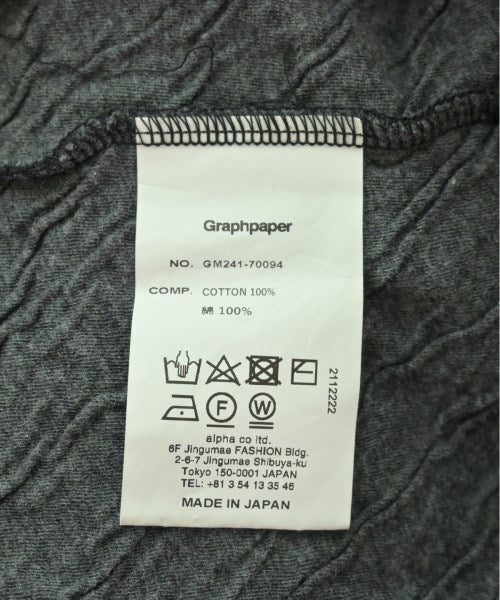 Graphpaper
NO. GM241-70094
COMP. COTTON 100%
綿 100%
2112222
F W
alpha co ltd.
6F Jingumae FASHION Bldg.
2-6-7 Jingumae Shibuya-ku
Tokyo 150-0001 JAPAN
TEL: +81 3 54 13 35 46
MADE IN JAPAN